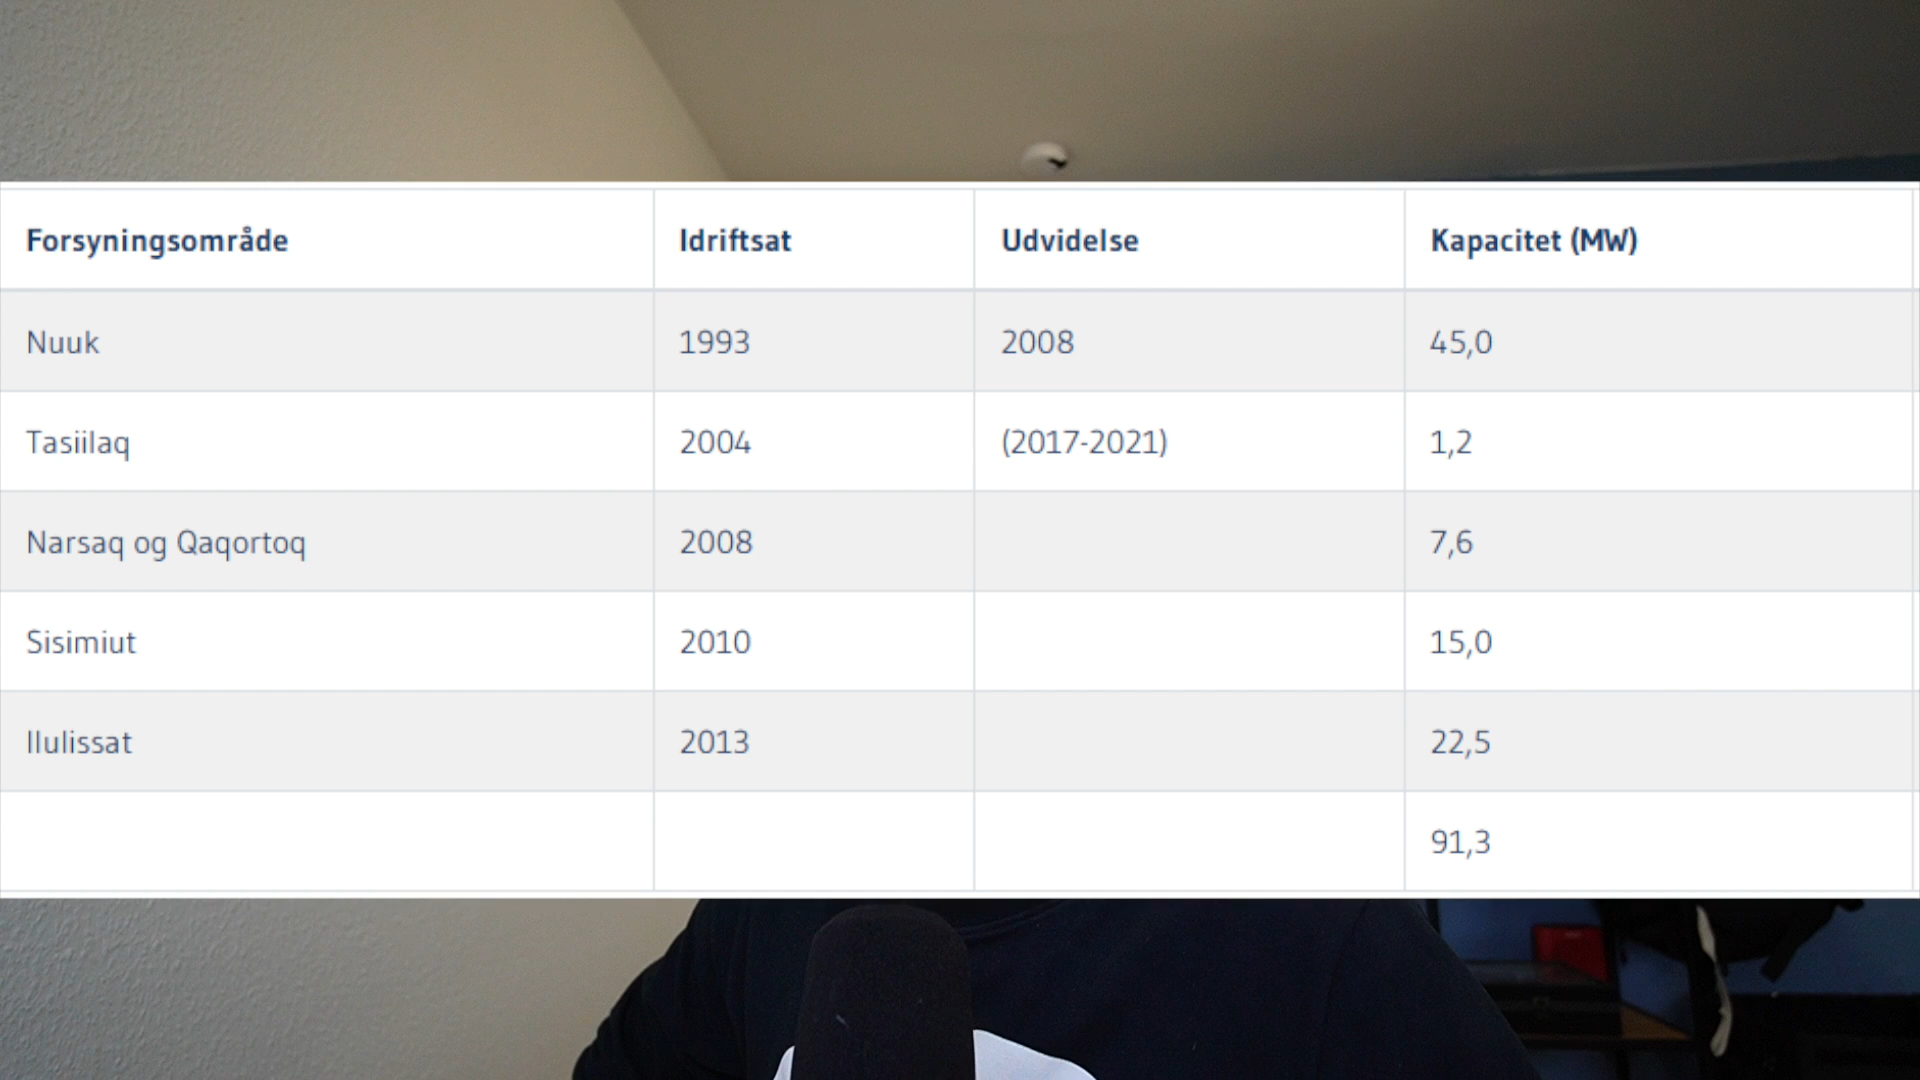 Forsyningsområde Idriftsat Udvidelse Kapacitet (MW)
Nuuk 1993 2008 45,0
Tasiilaq 2004 (2017-2021) 1,2
Narsaq og Qaqortoq 2008 7,6
Sisimiut 2010 15,0
Ilulissat 2013 22,5
91,3